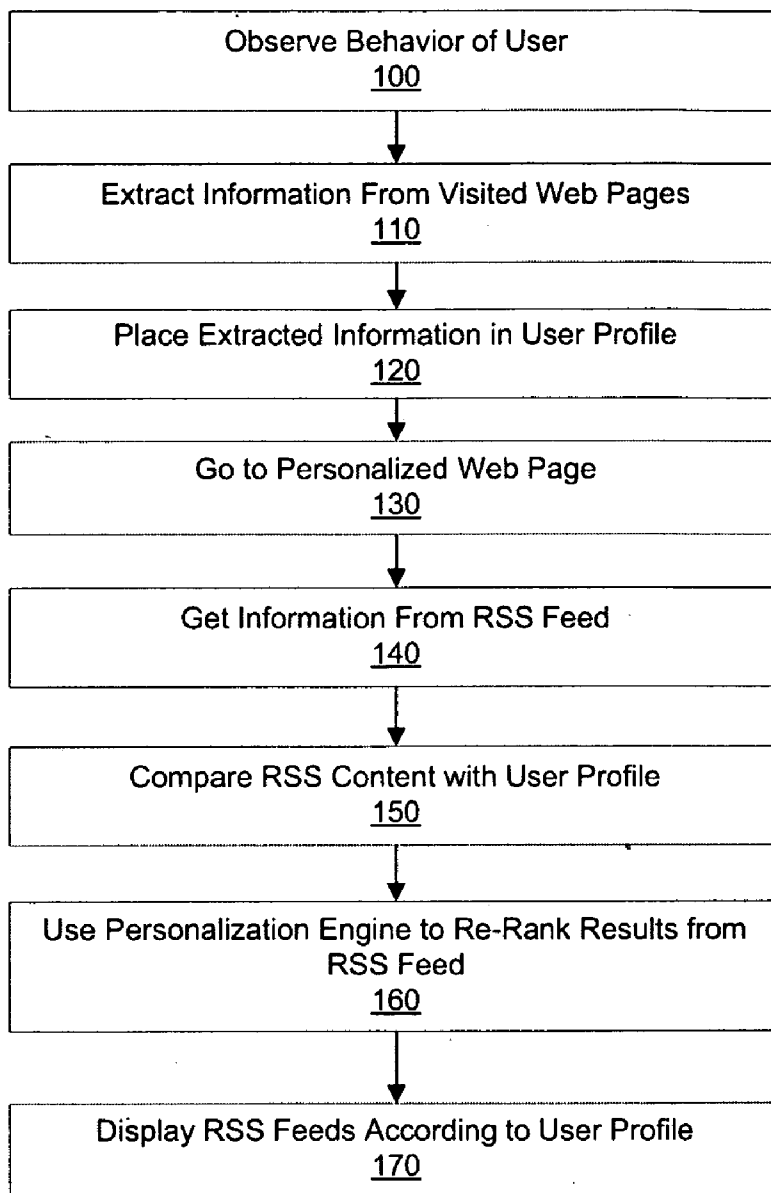 Observe Behavior of User
100
Extract Information From Visited Web Pages
110
Place Extracted Information in User Profile
120
Go to Personalized Web Page
130
Get Information From RSS Feed
140
Compare RSS Content with User Profile
150
Use Personalization Engine to Re-Rank Results from
RSS Feed
160
Display RSS Feeds According to User Profile
170